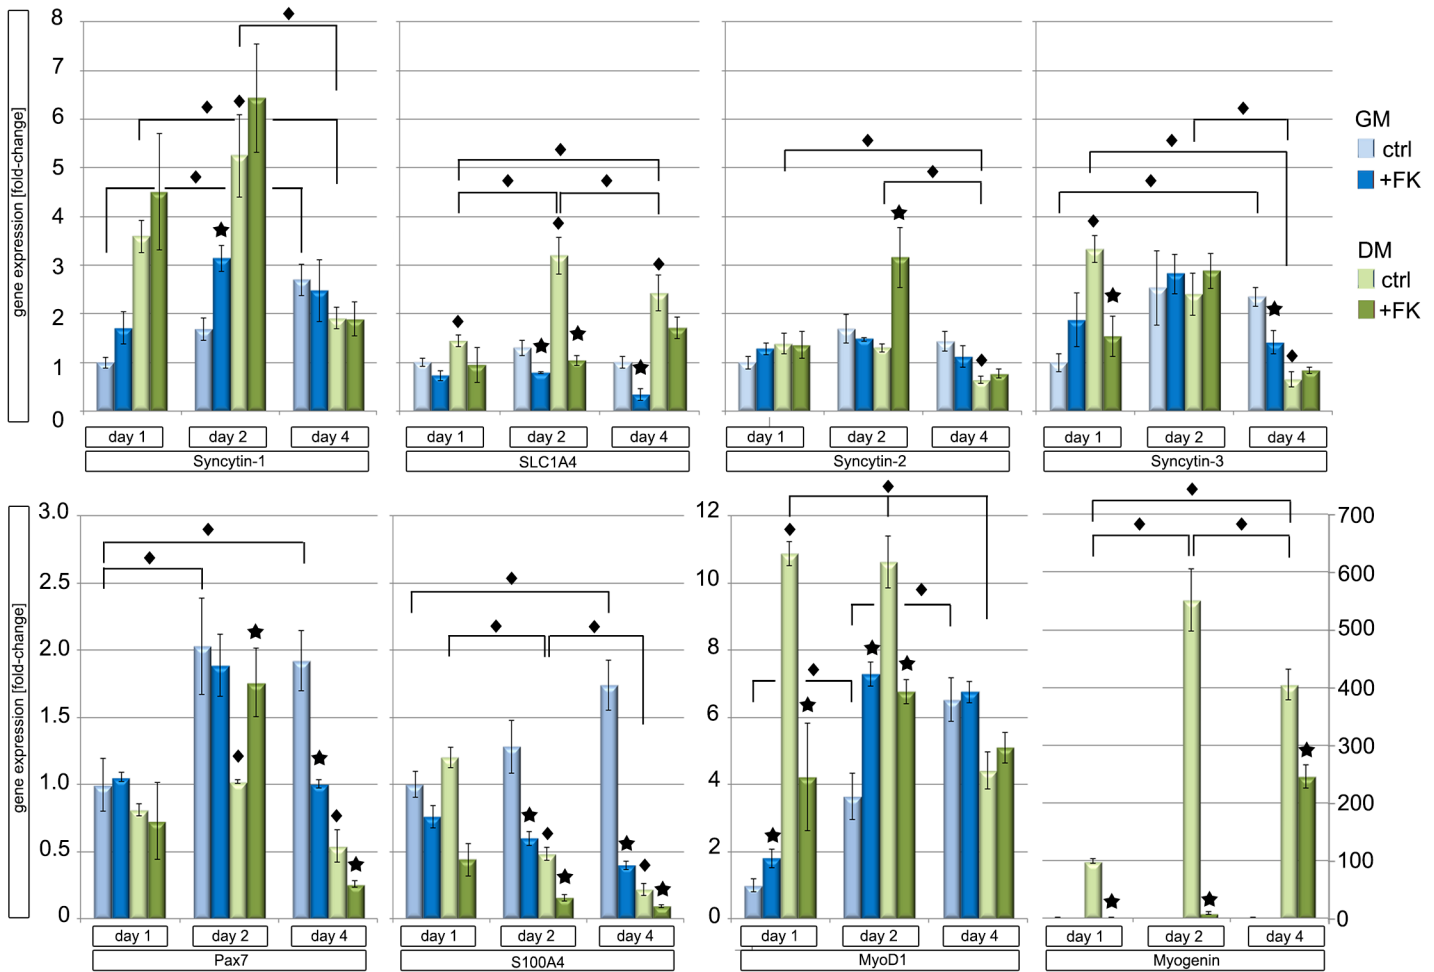 gene expression [fold-change]
8
7
6
5
4
3
2
1
0
day 1
day 2
day 4
day 1
day 2
day 4
day 1
day 2
day 4
day 1
day 2
day 4
Syncytin-1
SLC1A4
Syncytin-2
Syncytin-3
GM
ctrl
+FK
DM
ctrl
+FK
gene expression [fold-change]
3.0
2.5
2.0
1.5
1.0
0.5
0
12
10
8
6
4
2
0
700
600
500
400
300
200
100
0
day 1
day 2
day 4
day 1
day 2
day 4
day 1
day 2
day 4
day 1
day 2
day 4
Pax7
S100A4
MyoD1
Myogenin